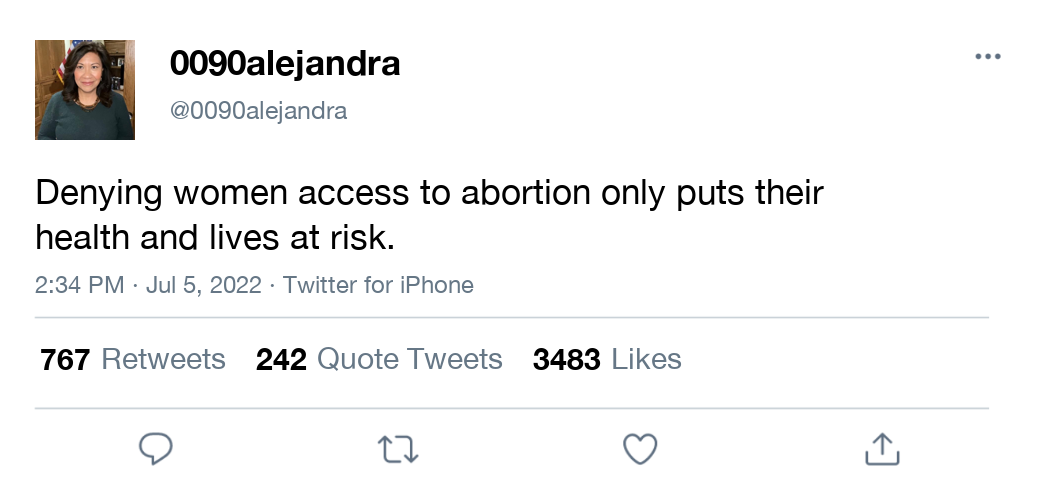 0090alejandra
@0090alejandra
Denying women access to abortion only puts their
health and lives at risk.
2:34 PM · Jul 5, 2022 · Twitter for iPhone
767 Retweets 242 Quote Tweets 3483 Likes